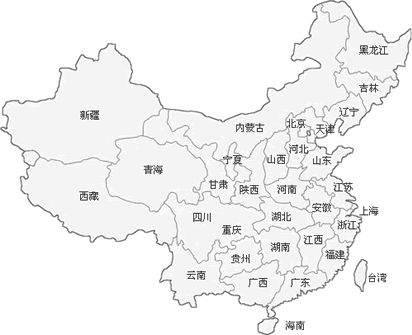 黑龙江
吉林
辽宁
新疆
内蒙古
北京
天津
河北
宁夏
山西
山东
青海
甘肃
陕西
河南
江苏
西藏
安徽
上海
四川
湖北
重庆
浙江
江西
湖南
贵州
福建
云南
广西
广东
台湾
海南